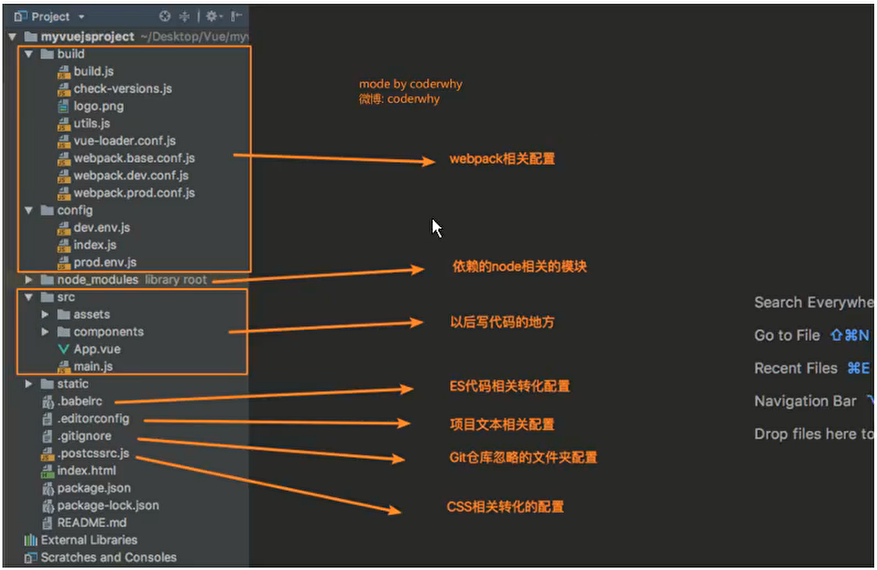 Project
myvuejsproject ~/Desktop/Vue/my
build
build.js
check-versions.js
logo.png
utils.js
vue-loader.conf.js
webpack.base.conf.js
webpack.dev.conf.js
webpack.prod.conf.js
config
dev.env.js
index.js
prod.env.js
node_modules library root
src
assets
components
App.vue
main.js
static
.babelrc
.editorconfig
.gitignore
.postcssrc.js
index.html
package.json
package-lock.json
README.md
External Libraries
Scratches and Consoles
mode by coderwhy
微博: coderwhy
webpack相关配置
依赖的node相关的模块
以后写代码的地方
ES代码相关转化配置
项目文本相关配置
Git仓库忽略的文件夹配置
CSS相关转化的配置
Search Everywhe
Go to File ⇧⌘N
Recent Files ⌘E
Navigation Bar
Drop files here to